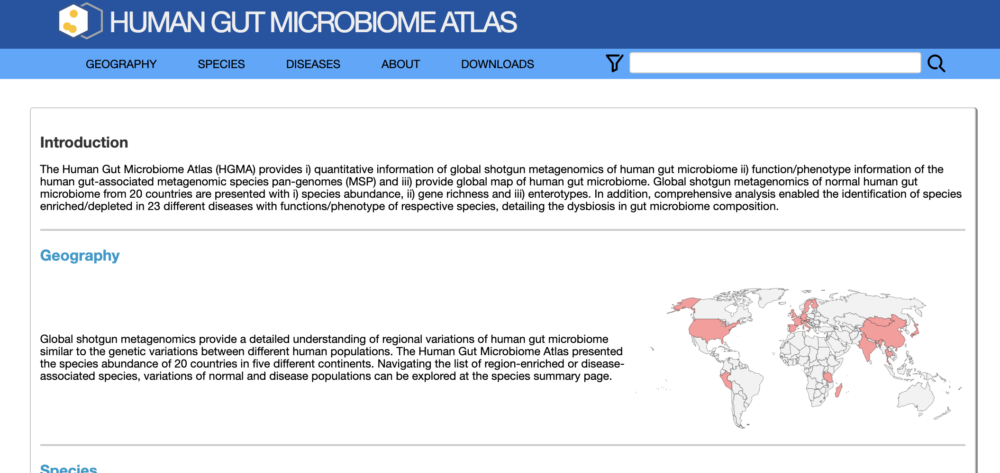 HUMAN GUT MICROBIOME ATLAS
GEOGRAPHY SPECIES DISEASES ABOUT DOWNLOADS
Introduction
The Human Gut Microbiome Atlas (HGMA) provides i) quantitative information of global shotgun metagenomics of human gut microbiome ii) function/phenotype information of the
human gut-associated metagenomic species pan-genomes (MSP) and iii) provide global map of human gut microbiome. Global shotgun metagenomics of normal human gut
microbiome from 20 countries are presented with i) species abundance, ii) gene richness and iii) enterotypes. In addition, comprehensive analysis enabled the identification of species
enriched/depleted in 23 different diseases with functions/phenotype of respective species, detailing the dysbiosis in gut microbiome composition.
Geography
Global shotgun metagenomics provide a detailed understanding of regional variations of human gut microbiome
similar to the genetic variations between different human populations. The Human Gut Microbiome Atlas presented
the species abundance of 20 countries in five different continents. Navigating the list of region-enriched or disease-
associated species, variations of normal and disease populations can be explored at the species summary page.
Species